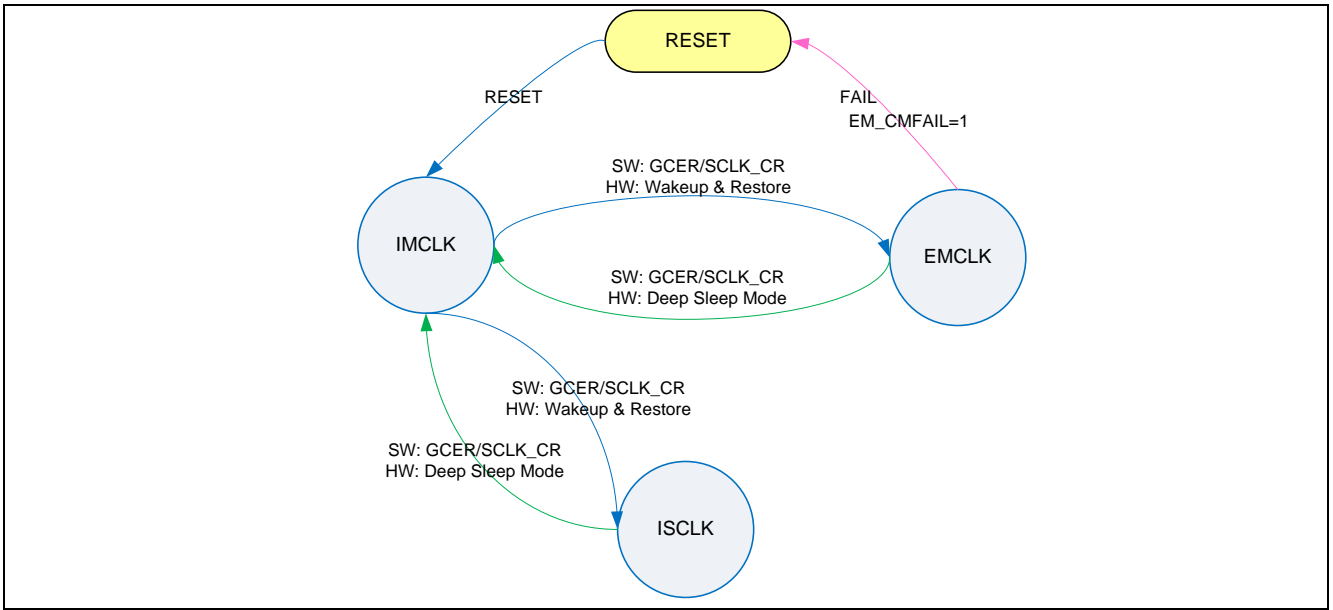 RESET
RESET
FAIL
EM_CMFAIL=1
SW: GCER/SCLK_CR
HW: Wakeup & Restore
IMCLK
EMCLK
SW: GCER/SCLK_CR
HW: Deep Sleep Mode
SW: GCER/SCLK_CR
HW: Wakeup & Restore
SW: GCER/SCLK_CR
HW: Deep Sleep Mode
ISCLK